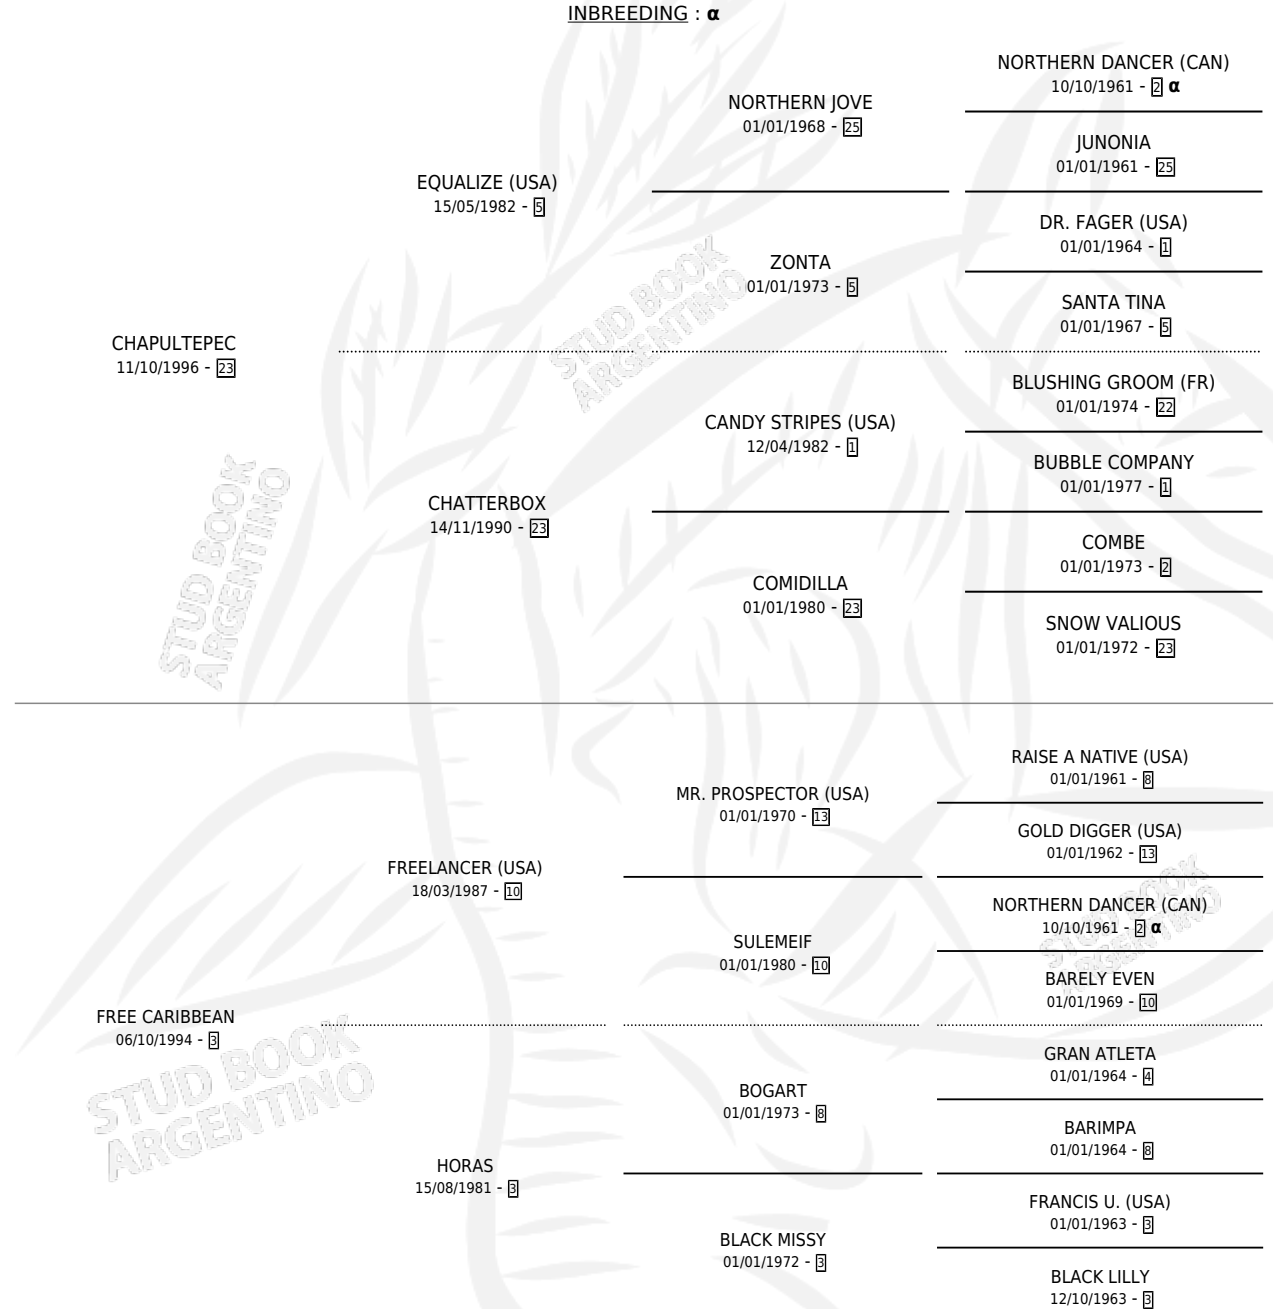 INBREEDING : α
NORTHERN DANCER (CAN)
10/10/1961 - 2 α
NORTHERN JOVE
01/01/1968 - 25
JUNONIA
01/01/1961 - 25
EQUALIZE (USA)
15/05/1982 - 5
DR. FAGER (USA)
01/01/1964 - 1
ZONTA
01/01/1973 - 5
SANTA TINA
01/01/1967 - 5
CHAPULTEPEC
11/10/1996 - 23
BLUSHING GROOM (FR)
01/01/1974 - 22
CANDY STRIPES (USA)
12/04/1982 - 1
BUBBLE COMPANY
01/01/1977 - 1
CHATTERBOX
14/11/1990 - 23
COMBE
01/01/1973 - 2
COMIDILLA
01/01/1980 - 23
SNOW VALIOUS
01/01/1972 - 23
RAISE A NATIVE (USA)
01/01/1961 - 8
MR. PROSPECTOR (USA)
01/01/1970 - 13
GOLD DIGGER (USA)
01/01/1962 - 13
FREELANCER (USA)
18/03/1987 - 10
NORTHERN DANCER (CAN)
10/10/1961 - 2 α
SULEMEIF
01/01/1980 - 10
BARELY EVEN
01/01/1969 - 10
FREE CARIBBEAN
06/10/1994 - 3
GRAN ATLETA
01/01/1964 - 4
BOGART
01/01/1973 - 8
BARIMPA
01/01/1964 - 8
HORAS
15/08/1981 - 3
FRANCIS U. (USA)
01/01/1963 - 3
BLACK MISSY
01/01/1972 - 3
BLACK LILLY
12/10/1963 - 3
STUD BOOK
ARGENTINO
STUD BOOK
ARGENTINO
STUD BOOK
ARGENTINO
STUD BOOK
ARGENTINO